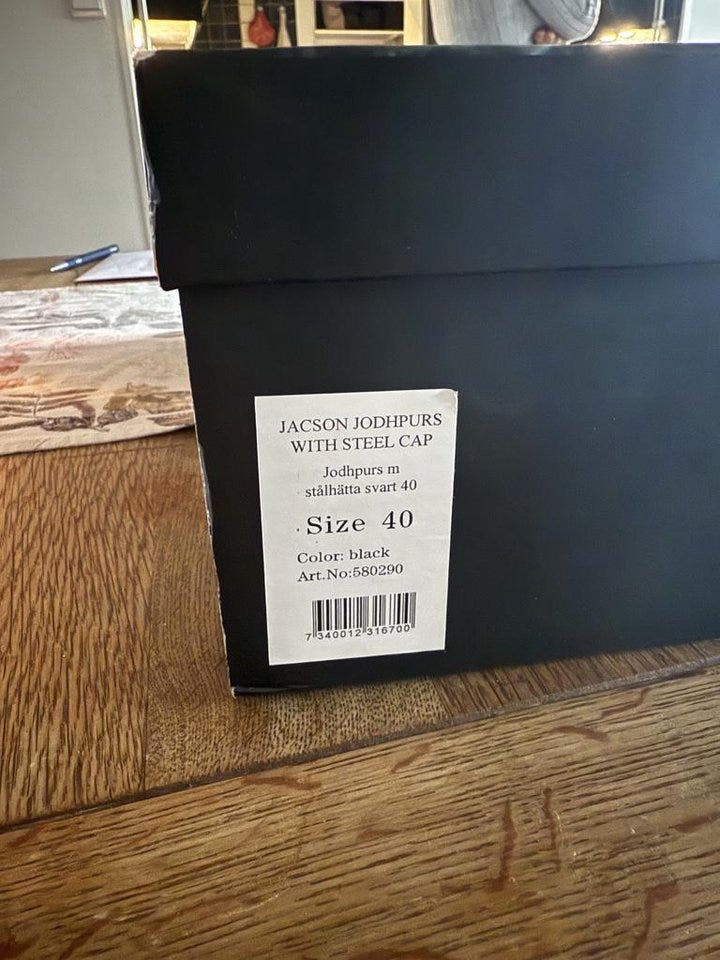 JACSON JODHPURS
WITH STEEL CAP
Jodhpurs m
stålhätta svart 40
Size 40
Color: black
Art.No:580290
7 340012 316700